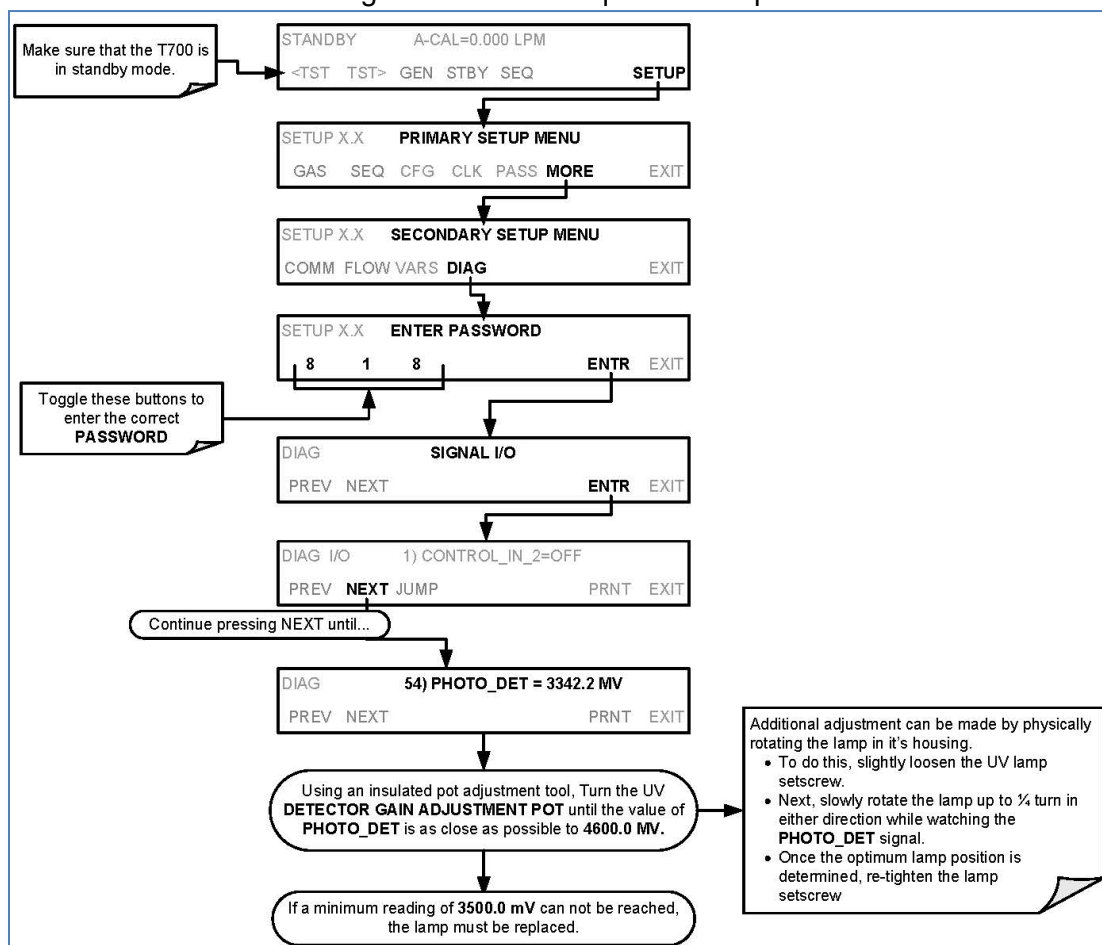 Make sure that the T700 is
in standby mode.
STANDBY A-CAL=0.000 LPM
<TST TST> GEN STBY SEQ SETUP
SETUP X.X PRIMARY SETUP MENU
GAS SEQ CFG CLK PASS MORE EXIT
SETUP X.X SECONDARY SETUP MENU
COMM FLOW VARS DIAG EXIT
SETUP X.X ENTER PASSWORD
8 1 8 ENTR EXIT
Toggle these buttons to
enter the correct
PASSWORD
DIAG SIGNAL I/O
PREV NEXT ENTR EXIT
DIAG I/O 1) CONTROL_IN_2=OFF
PREV NEXT JUMP PRNT EXIT
Continue pressing NEXT until...
DIAG 54) PHOTO_DET = 3342.2 MV
PREV NEXT PRNT EXIT
Using an insulated pot adjustment tool, Turn the UV
DETECTOR GAIN ADJUSTMENT POT until the value of
PHOTO_DET is as close as possible to 4600.0 MV.
Additional adjustment can be made by physically
rotating the lamp in it's housing.
• To do this, slightly loosen the UV lamp
setscrew.
• Next, slowly rotate the lamp up to ¼ turn in
either direction while watching the
PHOTO_DET signal.
• Once the optimum lamp position is
determined, re-tighten the lamp
setscrew
If a minimum reading of 3500.0 mV can not be reached,
the lamp must be replaced.